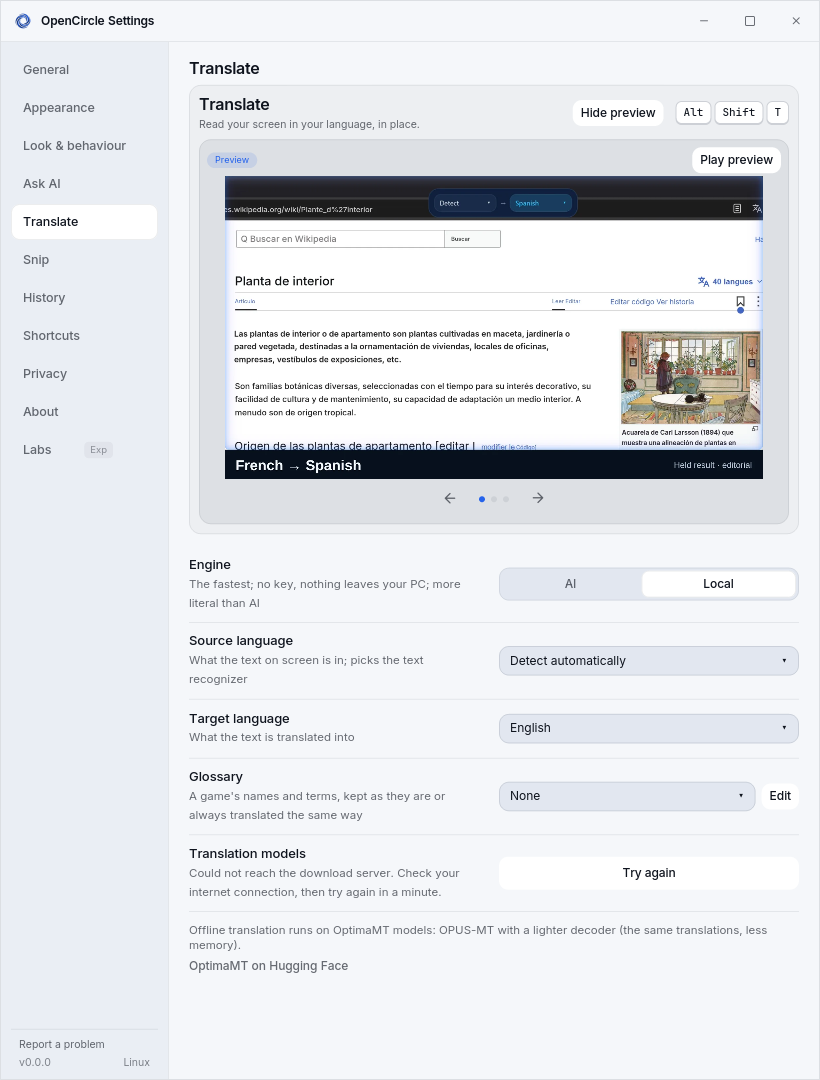 OpenCircle Settings
General
Appearance
Look & behaviour
Ask AI
Translate
Snip
History
Shortcuts
Privacy
About
Labs Exp
Report a problem
v0.0.0 Linux
Translate
Translate
Read your screen in your language, in place.
Hide preview
Alt Shift T
Preview
Play preview
es.wikipedia.org/wiki/Plante_d%27interior
Detect → Spanish
Buscar en Wikipedia
Buscar
Planta de interior
40 langues
Artículo
Leer Editar
Editar código Ver historia
Las plantas de interior o de apartamento son plantas cultivadas en maceta, jardinería o
pared vegetada, destinadas a la ornamentación de viviendas, locales de oficinas,
empresas, vestíbulos de exposiciones, etc.
Son familias botánicas diversas, seleccionadas con el tiempo para su interés decorativo, su
facilidad de cultura y de mantenimiento, su capacidad de adaptación un medio interior. A
menudo son de origen tropical.
Acuarela de Carl Larsson (1894) que
muestra una alineación de plantas en
Origen de las plantas de apartamento [editar | modifier le Código]
French → Spanish
Held result · editorial
Engine
The fastest; no key, nothing leaves your PC; more
literal than AI
AI Local
Source language
What the text on screen is in; picks the text
recognizer
Detect automatically
Target language
What the text is translated into
English
Glossary
A game's names and terms, kept as they are or
always translated the same way
None
Edit
Translation models
Could not reach the download server. Check your
internet connection, then try again in a minute.
Try again
Offline translation runs on OptimaMT models: OPUS-MT with a lighter decoder (the same translations, less
memory).
OptimaMT on Hugging Face